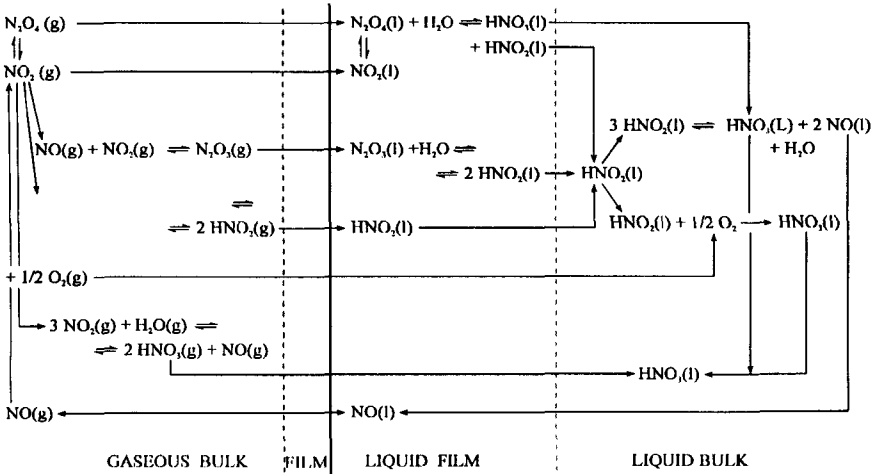 N₂O₄ (g) N₂O₄(l) + H₂O ⇌ HNO₃(l)
+ HNO₂(l)
NO₂ (g) NO₂(l)
3 HNO₂(l) ⇌ HNO₃(L) + 2 NO(l)
+ H₂O
NO(g) + NO₂(g) ⇌ N₂O₃(g) N₂O₃(l) +H₂O ⇌
⇌ 2 HNO₂(l) HNO₂(l)
⇌
⇌ 2 HNO₂(g) HNO₂(l) HNO₂(l) + 1/2 O₂ HNO₃(l)
+ 1/2 O₂(g)
3 NO₂(g) + H₂O(g) ⇌
⇌ 2 HNO₃(g) + NO(g)
HNO₃(l)
NO(g) NO(l)
GASEOUS BULK FILM LIQUID FILM LIQUID BULK